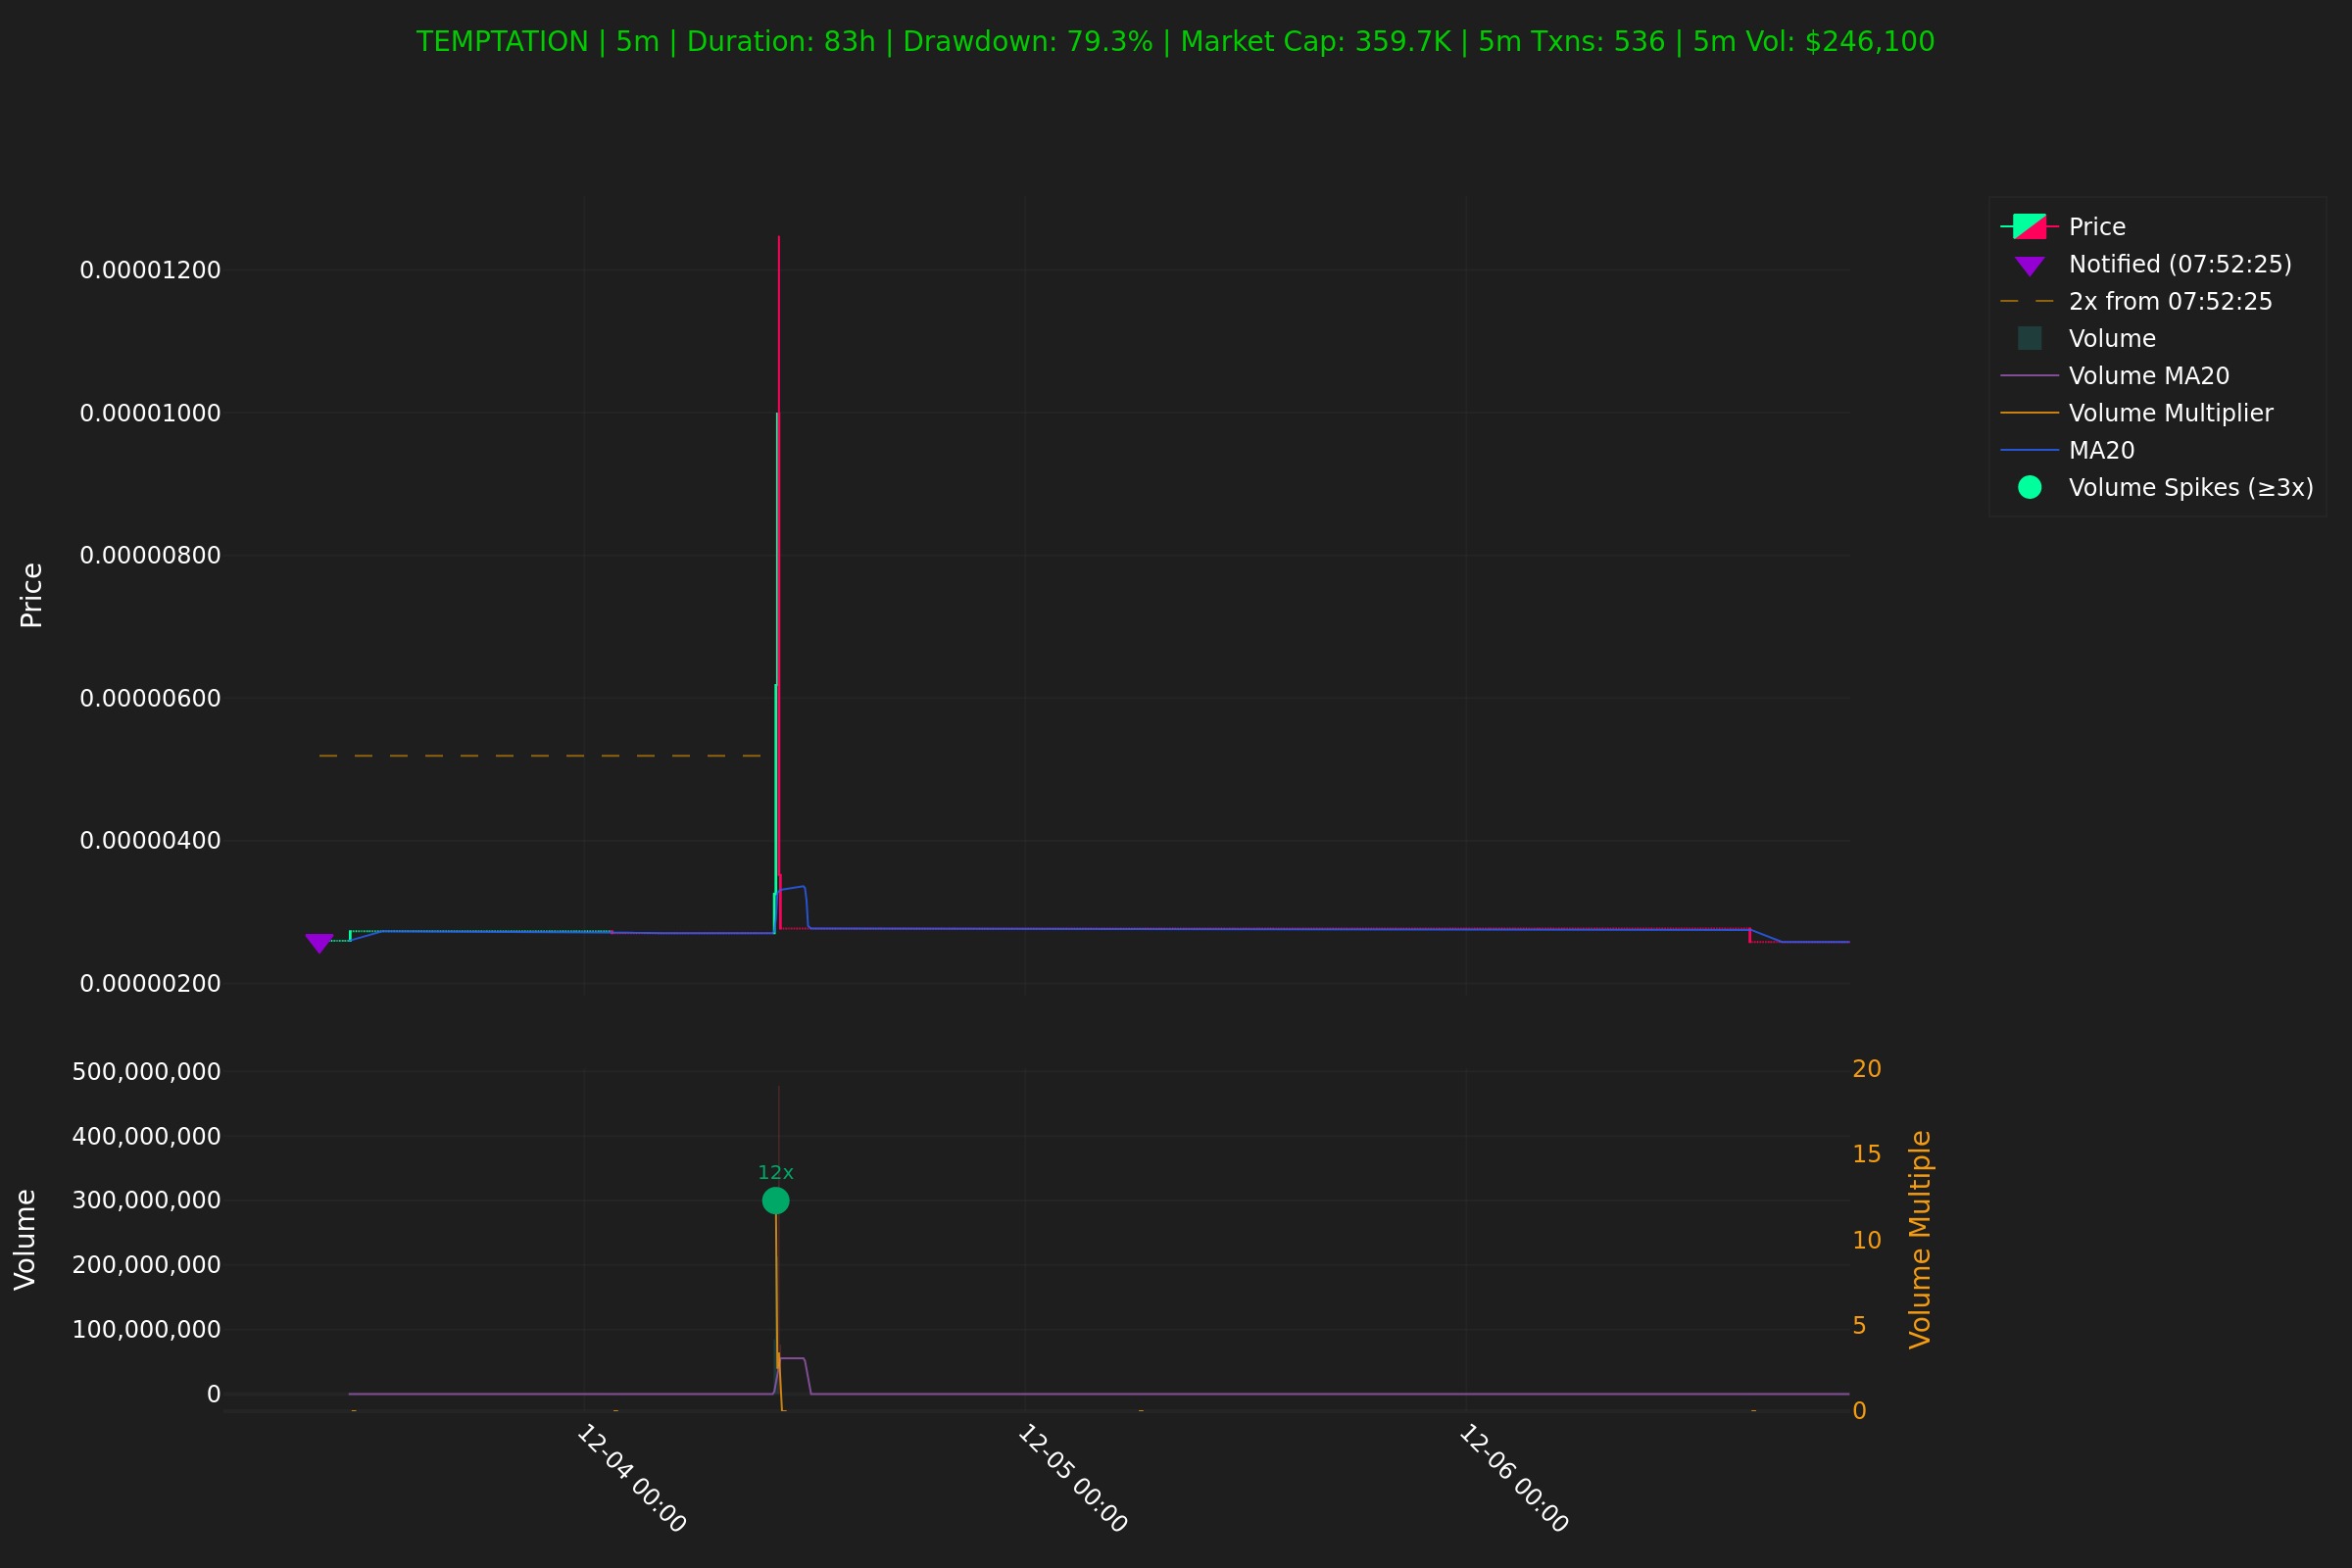 TEMPTATION | 5m | Duration: 83h | Drawdown: 79.3% | Market Cap: 359.7K | 5m Txns: 536 | 5m Vol: $246,100
Price
0.00001200
0.00001000
0.00000800
0.00000600
0.00000400
0.00000200
Price
Notified (07:52:25)
2x from 07:52:25
Volume
Volume MA20
Volume Multiplier
MA20
Volume Spikes (≥3x)
Volume
500,000,000
400,000,000
300,000,000
200,000,000
100,000,000
0
12x
20
15
10
5
0
Volume Multiple
12-04 00:00
12-05 00:00
12-06 00:00